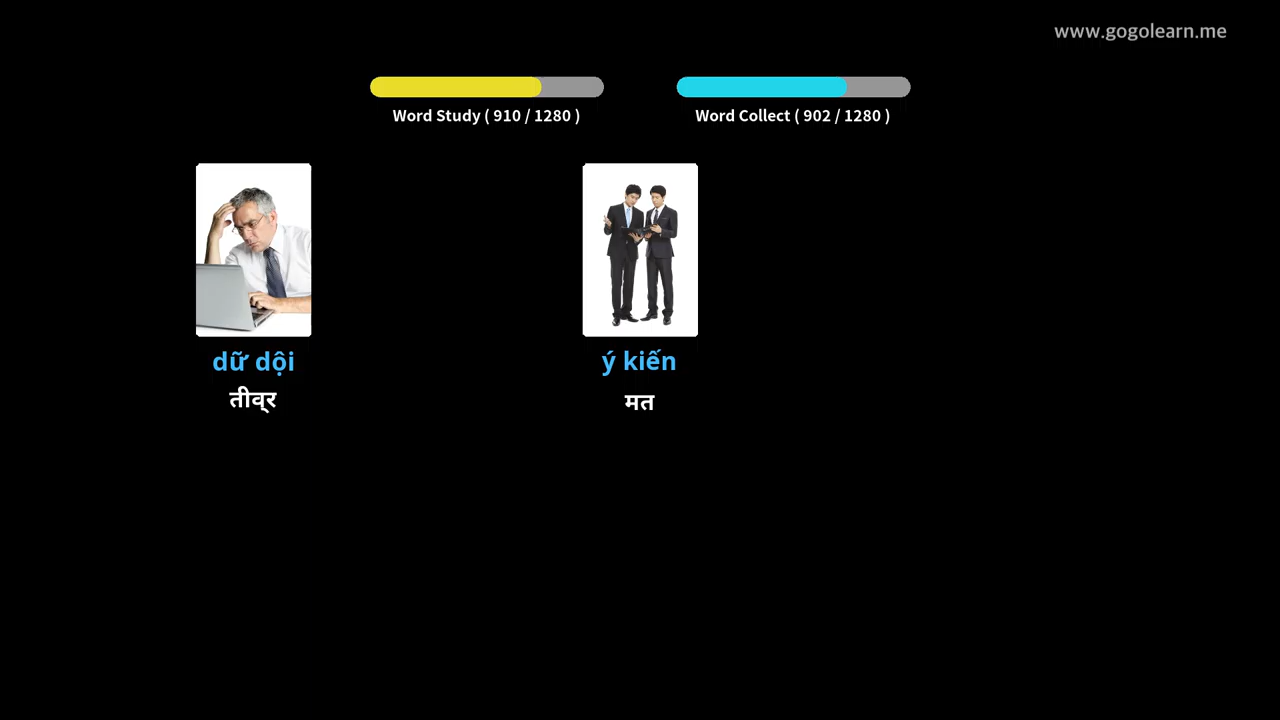 www.gogolearn.me
Word Study ( 910 / 1280 )
Word Collect ( 902 / 1280 )
dữ dội
ý kiến
तीव्र
मत